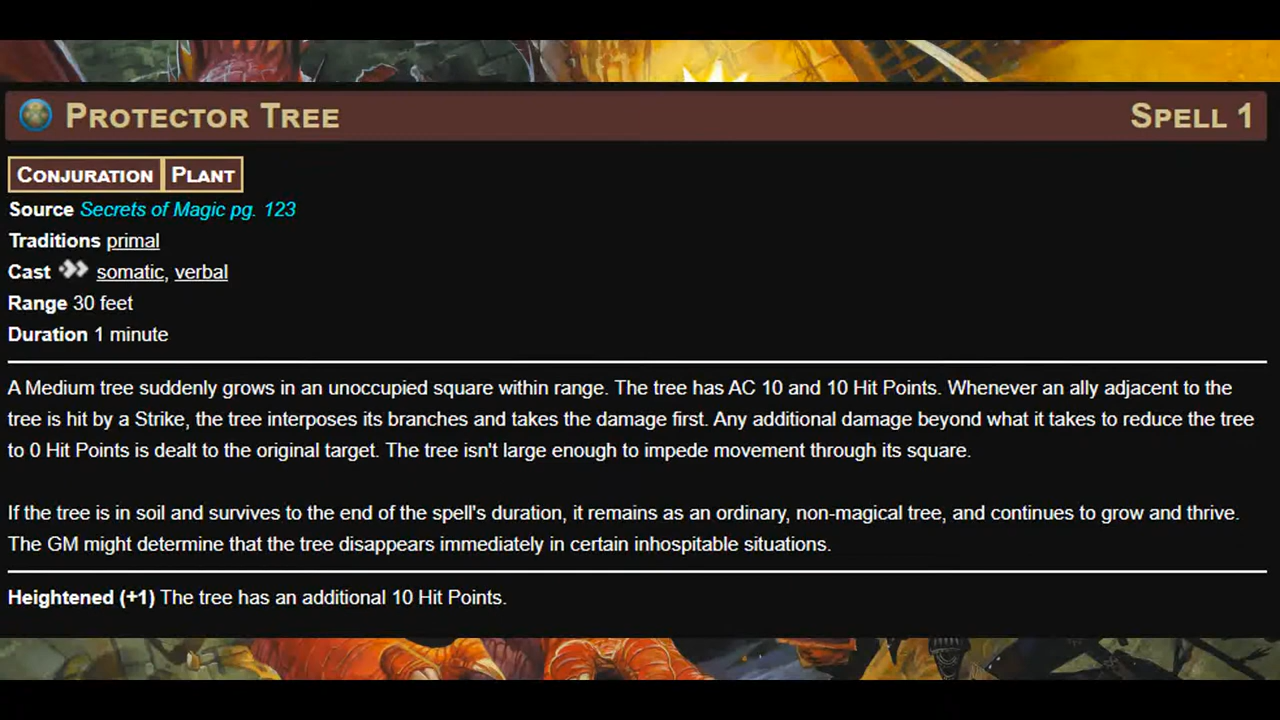 Protector Tree Spell 1
Conjuration Plant
Source Secrets of Magic pg. 123
Traditions primal
Cast somatic, verbal
Range 30 feet
Duration 1 minute
A Medium tree suddenly grows in an unoccupied square within range. The tree has AC 10 and 10 Hit Points. Whenever an ally adjacent to the
tree is hit by a Strike, the tree interposes its branches and takes the damage first. Any additional damage beyond what it takes to reduce the tree
to 0 Hit Points is dealt to the original target. The tree isn't large enough to impede movement through its square.
If the tree is in soil and survives to the end of the spell's duration, it remains as an ordinary, non-magical tree, and continues to grow and thrive.
The GM might determine that the tree disappears immediately in certain inhospitable situations.
Heightened (+1) The tree has an additional 10 Hit Points.